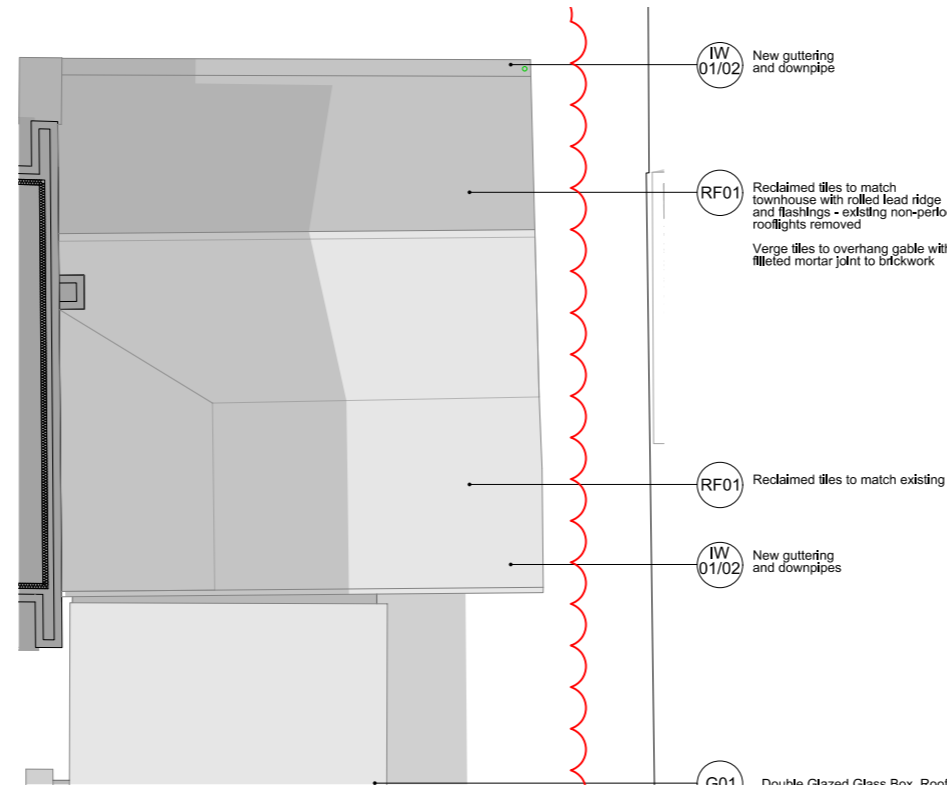 IW
01/02
New guttering
and downpipe
RF01
Reclaimed tiles to match
townhouse with rolled lead ridge
and flashings - existing non-perio
rooflights removed
Verge tiles to overhang gable with
filleted mortar joint to brickwork
RF01
Reclaimed tiles to match existing
IW
01/02
New guttering
and downpipes
G01
Double Glazed Glass Box. Roof